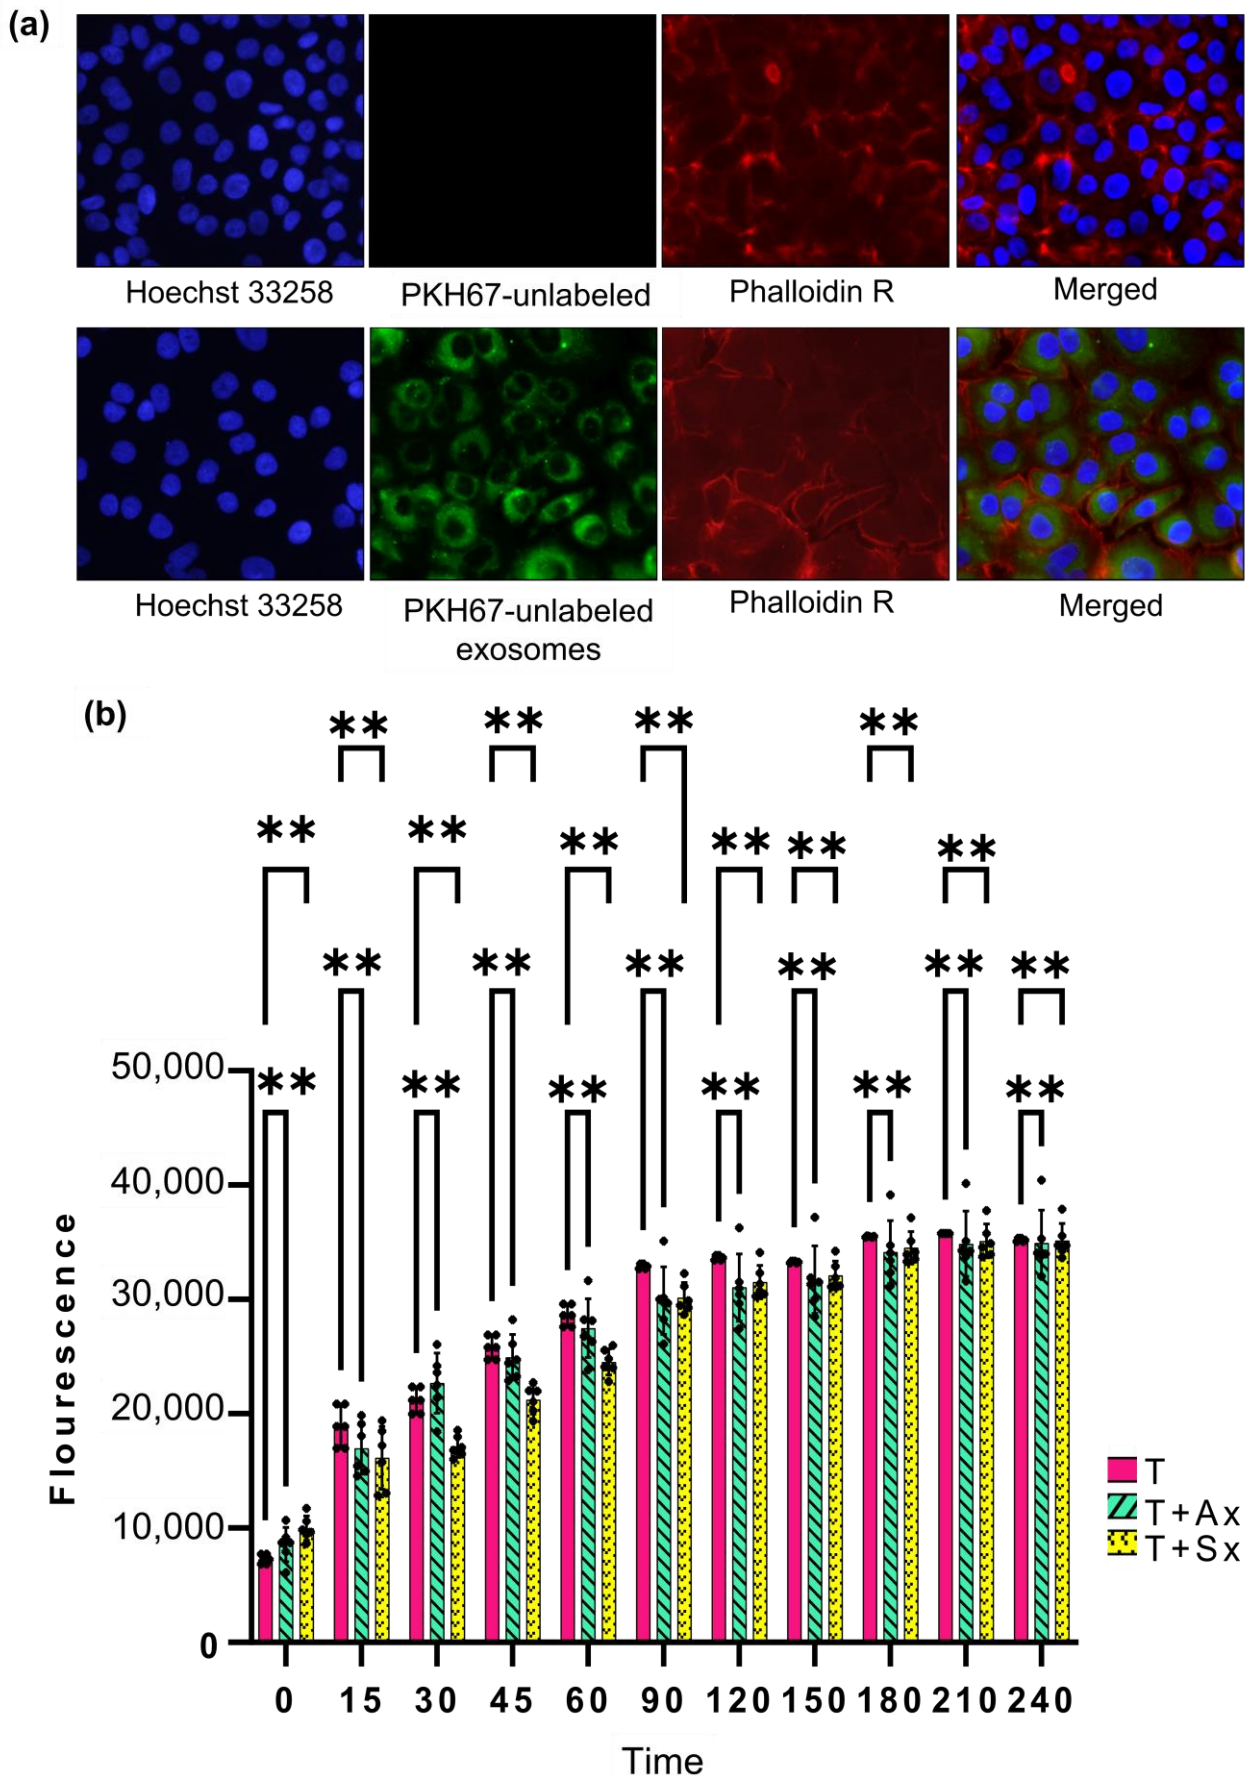 (a)
Hoechst 33258 PKH67-unlabeled Phalloidin R Merged
Hoechst 33258 PKH67-unlabeled exosomes Phalloidin R Merged
(b)
** ** ** **
** ** ** ** ** **
** ** ** ** ** **
** ** ** ** ** **
50,000
40,000
30,000
20,000
10,000
0
Flourescence
T
T+Ax
T+Sx
0 15 30 45 60 90 120 150 180 210 240
Time